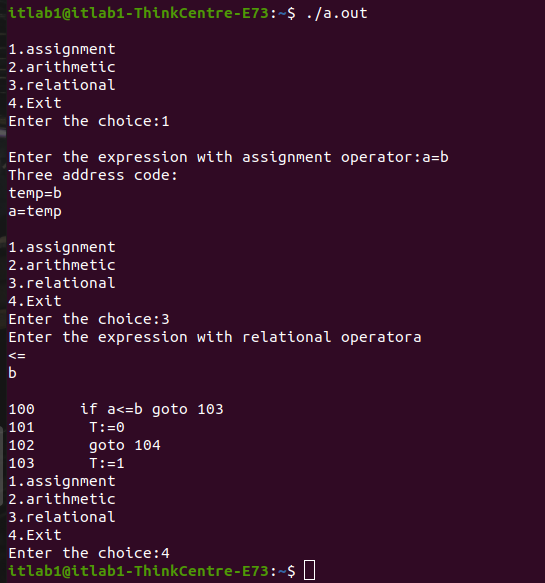 itlab1@itlab1-ThinkCentre-E73:~$ ./a.out
1.assignment
2.arithmetic
3.relational
4.Exit
Enter the choice:1
Enter the expression with assignment operator:a=b
Three address code:
temp=b
a=temp
1.assignment
2.arithmetic
3.relational
4.Exit
Enter the choice:3
Enter the expression with relational operatora
<=
b
100     if a<=b goto 103
101      T:=0
102      goto 104
103      T:=1
1.assignment
2.arithmetic
3.relational
4.Exit
Enter the choice:4
itlab1@itlab1-ThinkCentre-E73:~$